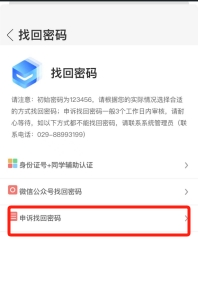 找回密码
找回密码
请注意：初始密码为123456，请根据您的实际情况选择合适
的方式找回密码；申诉找回密码一般3个工作日内审核，请耐
心等待，如以下方式都不能找回密码，请联系系统管理员（联
系电话：029-88993199）
身份证号+同学辅助认证
微信公众号找回密码
申诉找回密码